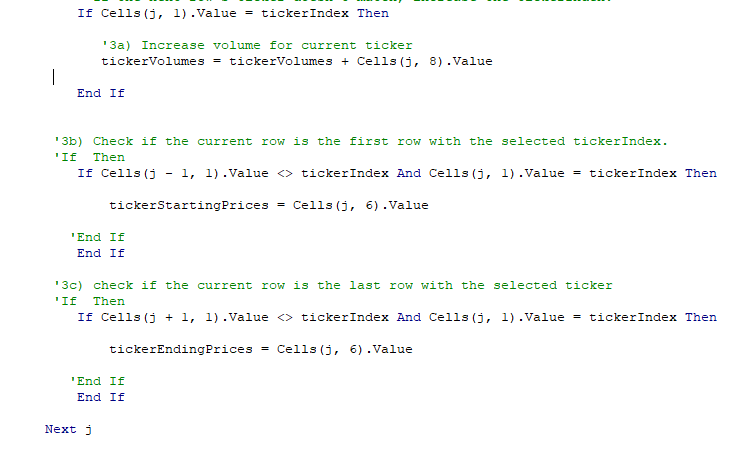 If Cells(j, 1).Value = tickerIndex Then
'3a) Increase volume for current ticker
tickerVolumes = tickerVolumes + Cells(j, 8).Value
End If
'3b) Check if the current row is the first row with the selected tickerIndex.
'If  Then
If Cells(j - 1, 1).Value <> tickerIndex And Cells(j, 1).Value = tickerIndex Then
tickerStartingPrices = Cells(j, 6).Value
'End If
End If
'3c) check if the current row is the last row with the selected ticker
'If  Then
If Cells(j + 1, 1).Value <> tickerIndex And Cells(j, 1).Value = tickerIndex Then
tickerEndingPrices = Cells(j, 6).Value
'End If
End If
Next j